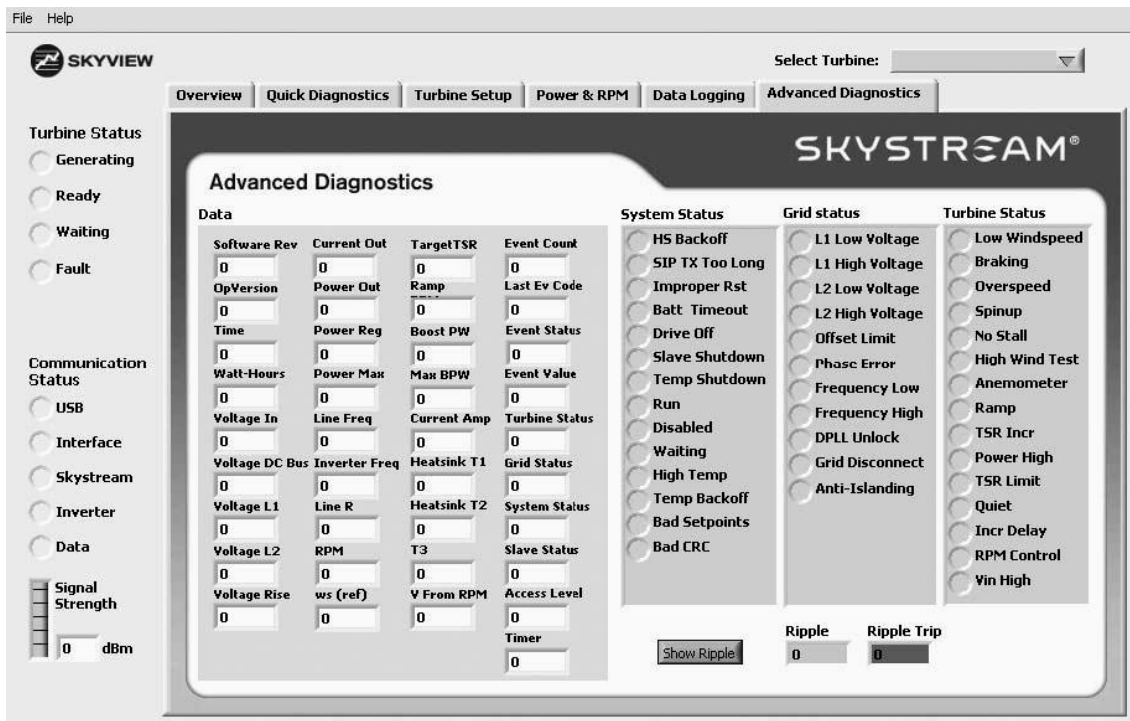 File Help
SKYVIEW
Select Turbine:
Overview Quick Diagnostics Turbine Setup Power & RPM Data Logging Advanced Diagnostics
Turbine Status
Generating
Ready
Waiting
Fault
Communication
Status
USB
Interface
Skystream
Inverter
Data
Signal
Strength
0 dBm
SKYSTREAM®
Advanced Diagnostics
Data
Software Rev Current Out TargetTSR Event Count
0 0 0 0
OpVersion Power Out Ramp Last Ev Code
0 0 0 0
Time Power Reg Boost PW Event Status
0 0 0 0
Watt-Hours Power Max Max BPW Event Value
0 0 0 0
Voltage In Line Freq Current Amp Turbine Status
0 0 0 0
Voltage DC Bus Inverter Freq Heatsink T1 Grid Status
0 0 0 0
Voltage L1 Line R Heatsink T2 System Status
0 0 0 0
Voltage L2 RPM T3 Slave Status
0 0 0 0
Voltage Rise ws (ref) V From RPM Access Level
0 0 0 0
Timer
0
System Status
HS Backoff
SIP TX Too Long
Improper Rst
Batt Timeout
Drive Off
Slave Shutdown
Temp Shutdown
Run
Disabled
Waiting
High Temp
Temp Backoff
Bad Setpoints
Bad CRC
Show Ripple
Grid status
L1 Low Voltage
L1 High Voltage
L2 Low Voltage
L2 High Voltage
Offset Limit
Phase Error
Frequency Low
Frequency High
DPLL Unlock
Grid Disconnect
Anti-Islanding
Turbine Status
Low Windspeed
Braking
Overspeed
Spinup
No Stall
High Wind Test
Anemometer
Ramp
TSR Incr
Power High
TSR Limit
Quiet
Incr Delay
RPM Control
Vin High
Ripple Ripple Trip
0 0